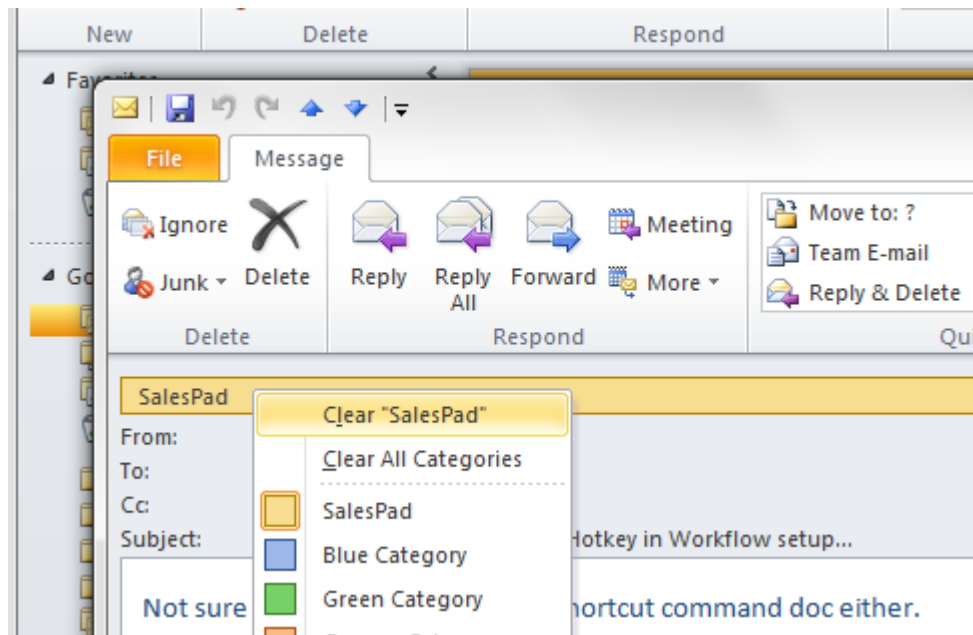 New Delete Respond
File Message
Ignore Meeting Move to: ?
Junk Delete Reply Reply All Forward More Team E-mail
Reply & Delete
Delete Respond
SalesPad
Clear "SalesPad"
From:
Clear All Categories
To:
Cc:
SalesPad
Subject: Hotkey in Workflow setup...
Blue Category
Green Category
Not sure command doc either.